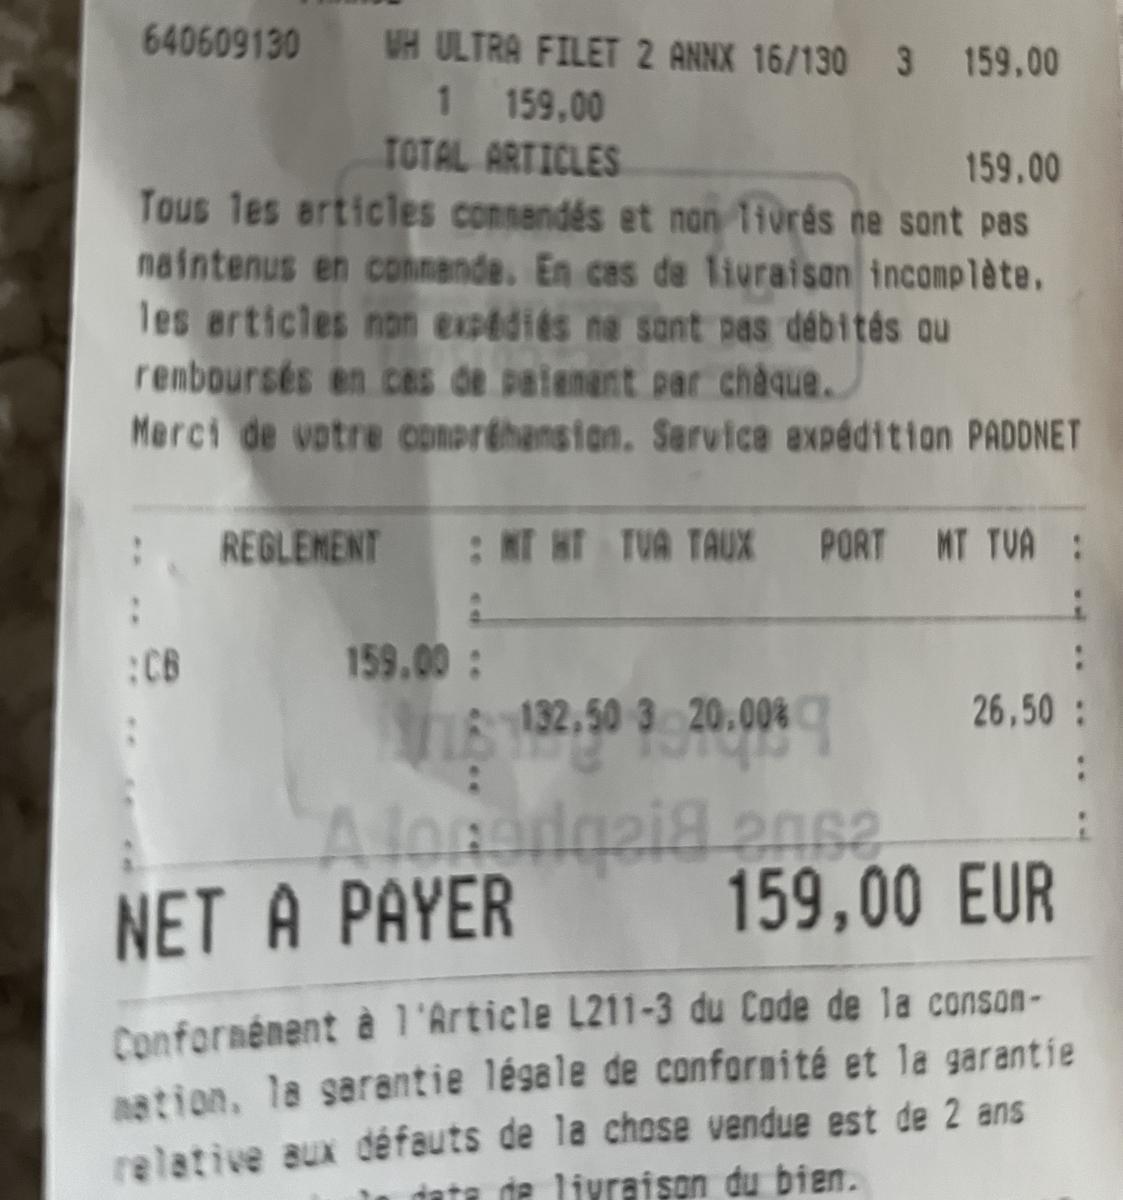 640609130 WH ULTRA FILET 2 ANNX 16/130 3 159,00
1 159,00
TOTAL ARTICLES 159,00
Tous les articles commandés et non livrés ne sont pas
maintenus en commande. En cas de livraison incomplète,
les articles non expédiés ne sont pas débités ou
remboursés en cas de paiement par chèque.
Merci de votre compréhension. Service expédition PADDNET
: REGLEMENT : MT HT TVA TAUX PORT MT TVA :
:CB 159,00 :
: 132,50 3 20,00% 26,50 :
Papier garanti
sans Bisphénol A
NET A PAYER 159,00 EUR
Conformément à l'Article L211-3 du Code de la consom-
mation, la garantie légale de conformité et la garantie
relative aux défauts de la chose vendue est de 2 ans
date de livraison du bien.